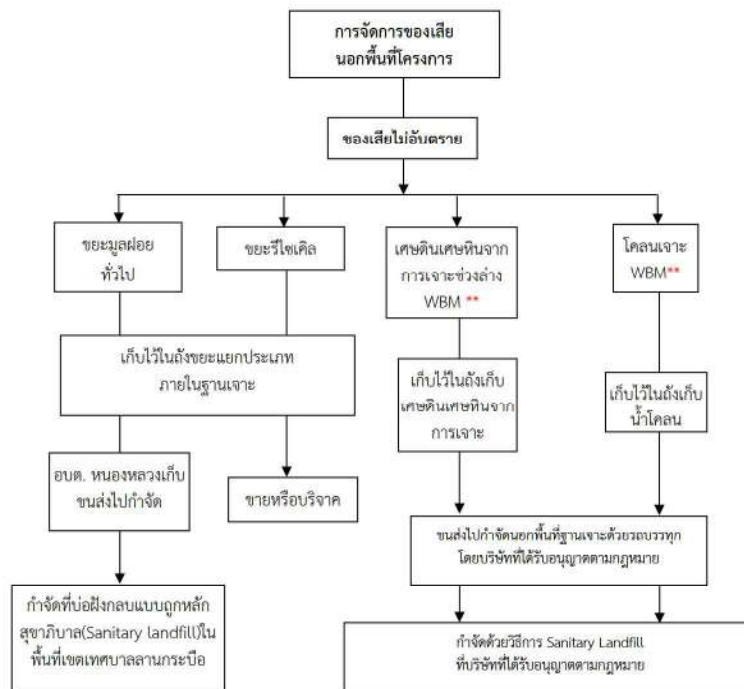 การจัดการของเสีย
นอกพื้นที่โครงการ
ของเสียไม่อันตราย
ขยะมูลฝอย
ทั่วไป
ขยะรีไซเคิล
เศษดินเศษหินจาก
การเจาะช่วงล่าง
WBM **
โคลนเจาะ
WBM**
เก็บไว้ในถังขยะแยกประเภท
ภายในฐานเจาะ
เก็บไว้ในถังเก็บ
เศษดินเศษหินจาก
การเจาะ
เก็บไว้ในถังเก็บ
น้ำโคลน
อบต. หนองหลวงเก็บ
ขนส่งไปกำจัด
ขายหรือบริจาค
ขนส่งไปกำจัดนอกพื้นที่ฐานเจาะด้วยรถบรรทุก
โดยบริษัทที่ได้รับอนุญาตตามกฎหมาย
กำจัดที่บ่อฝังกลบแบบถูกหลัก
สุขาภิบาล(Sanitary landfill)ใน
พื้นที่เขตเทศบาลลานกระบือ
กำจัดด้วยวิธีการ Sanitary Landfill
ที่บริษัทที่ได้รับอนุญาตตามกฎหมาย